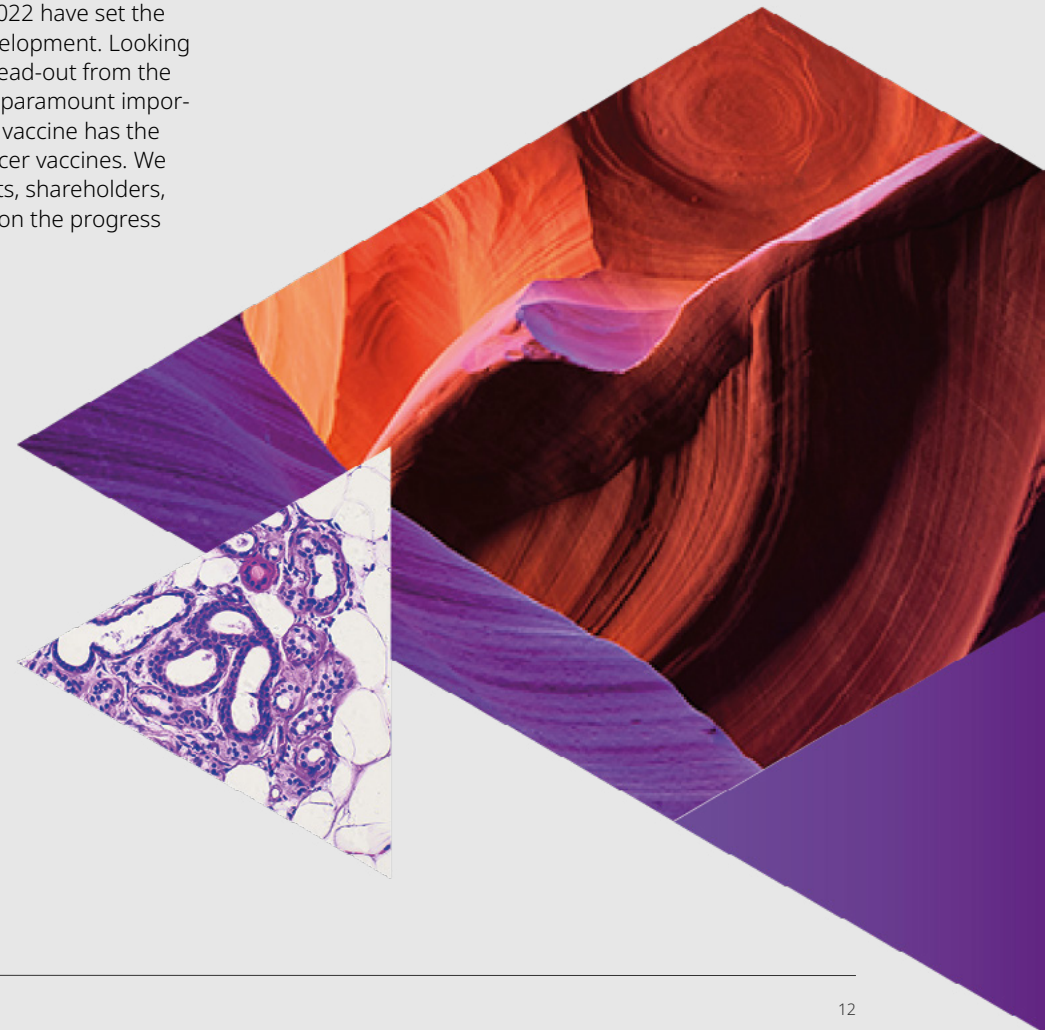 022 have set the
elopment. Looking
ead-out from the
paramount impor-
vaccine has the
cer vaccines. We
ts, shareholders,
on the progress
12